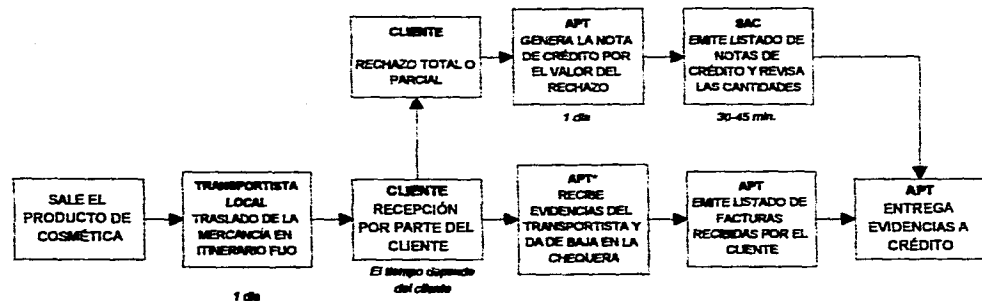 CLIENTE
RECHAZO TOTAL O
PARCIAL
APT
GENERA LA NOTA
DE CRÉDITO POR
EL VALOR DEL
RECHAZO
1 día
SAC
EMITE LISTADO DE
NOTAS DE
CRÉDITO Y REVISA
LAS CANTIDADES
30-45 min.
SALE EL
PRODUCTO DE
COSMÉTICA
TRANSPORTISTA
LOCAL
TRASLADO DE LA
MERCANCÍA EN
ITINERARIO FIJO
1 día
CLIENTE
RECEPCIÓN
POR PARTE DEL
CLIENTE
El tiempo depende
del cliente
APT*
RECIBE
EVIDENCIAS DEL
TRANSPORTISTA Y
DA DE BAJA EN LA
CHEQUERA
APT
EMITE LISTADO DE
FACTURAS
RECIBIDAS POR EL
CLIENTE
APT
ENTREGA
EVIDENCIAS A
CRÉDITO